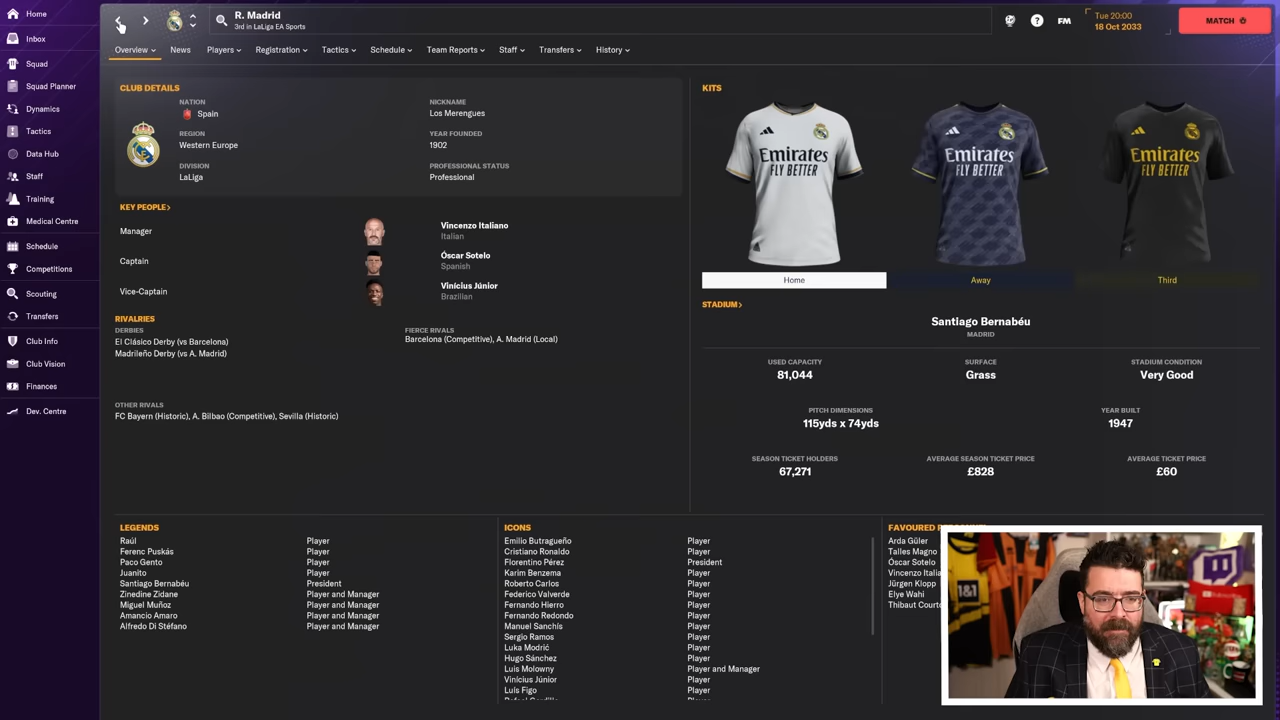 Home
Inbox
Squad
Squad Planner
Dynamics
Tactics
Data Hub
Staff
Training
Medical Centre
Schedule
Competitions
Scouting
Transfers
Club Info
Club Vision
Finances
Dev. Centre
R. Madrid
3rd in LaLiga EA Sports
? FM
Tue 20:00
18 Oct 2033
MATCH
Overview News Players Registration Tactics Schedule Team Reports Staff Transfers History
CLUB DETAILS
NATION
Spain
NICKNAME
Los Merengues
REGION
Western Europe
YEAR FOUNDED
1902
DIVISION
LaLiga
PROFESSIONAL STATUS
Professional
KEY PEOPLE>
Manager
Vincenzo Italiano
Italian
Captain
Óscar Sotelo
Spanish
Vice-Captain
Vinícius Júnior
Brazilian
RIVALRIES
DERBIES
El Clásico Derby (vs Barcelona)
Madrileño Derby (vs A. Madrid)
FIERCE RIVALS
Barcelona (Competitive), A. Madrid (Local)
OTHER RIVALS
FC Bayern (Historic), A. Bilbao (Competitive), Sevilla (Historic)
KITS
Emirates
FLY BETTER
Emirates
FLY BETTER
Emirates
FLY BETTER
Home
Away
Third
STADIUM>
Santiago Bernabéu
MADRID
USED CAPACITY
81,044
SURFACE
Grass
STADIUM CONDITION
Very Good
PITCH DIMENSIONS
115yds x 74yds
YEAR BUILT
1947
SEASON TICKET HOLDERS
67,271
AVERAGE SEASON TICKET PRICE
£828
AVERAGE TICKET PRICE
£60
LEGENDS
Raúl Player
Ferenc Puskás Player
Paco Gento Player
Juanito Player
Santiago Bernabéu President
Zinedine Zidane Player and Manager
Miguel Muñoz Player and Manager
Amancio Amaro Player and Manager
Alfredo Di Stéfano Player and Manager
ICONS
Emilio Butragueño Player
Cristiano Ronaldo Player
Florentino Pérez President
Karim Benzema Player
Roberto Carlos Player
Federico Valverde Player
Fernando Hierro Player
Fernando Redondo Player
Manuel Sanchís Player
Sergio Ramos Player
Luka Modrić Player
Hugo Sánchez Player
Luis Molowny Player and Manager
Vinícius Júnior Player
Luís Figo Player
FAVOURED
Arda Güler
Talles Magno
Óscar Sotelo
Vincenzo Italia
Jürgen Klopp
Elye Wahi
Thibaut Court
1&1